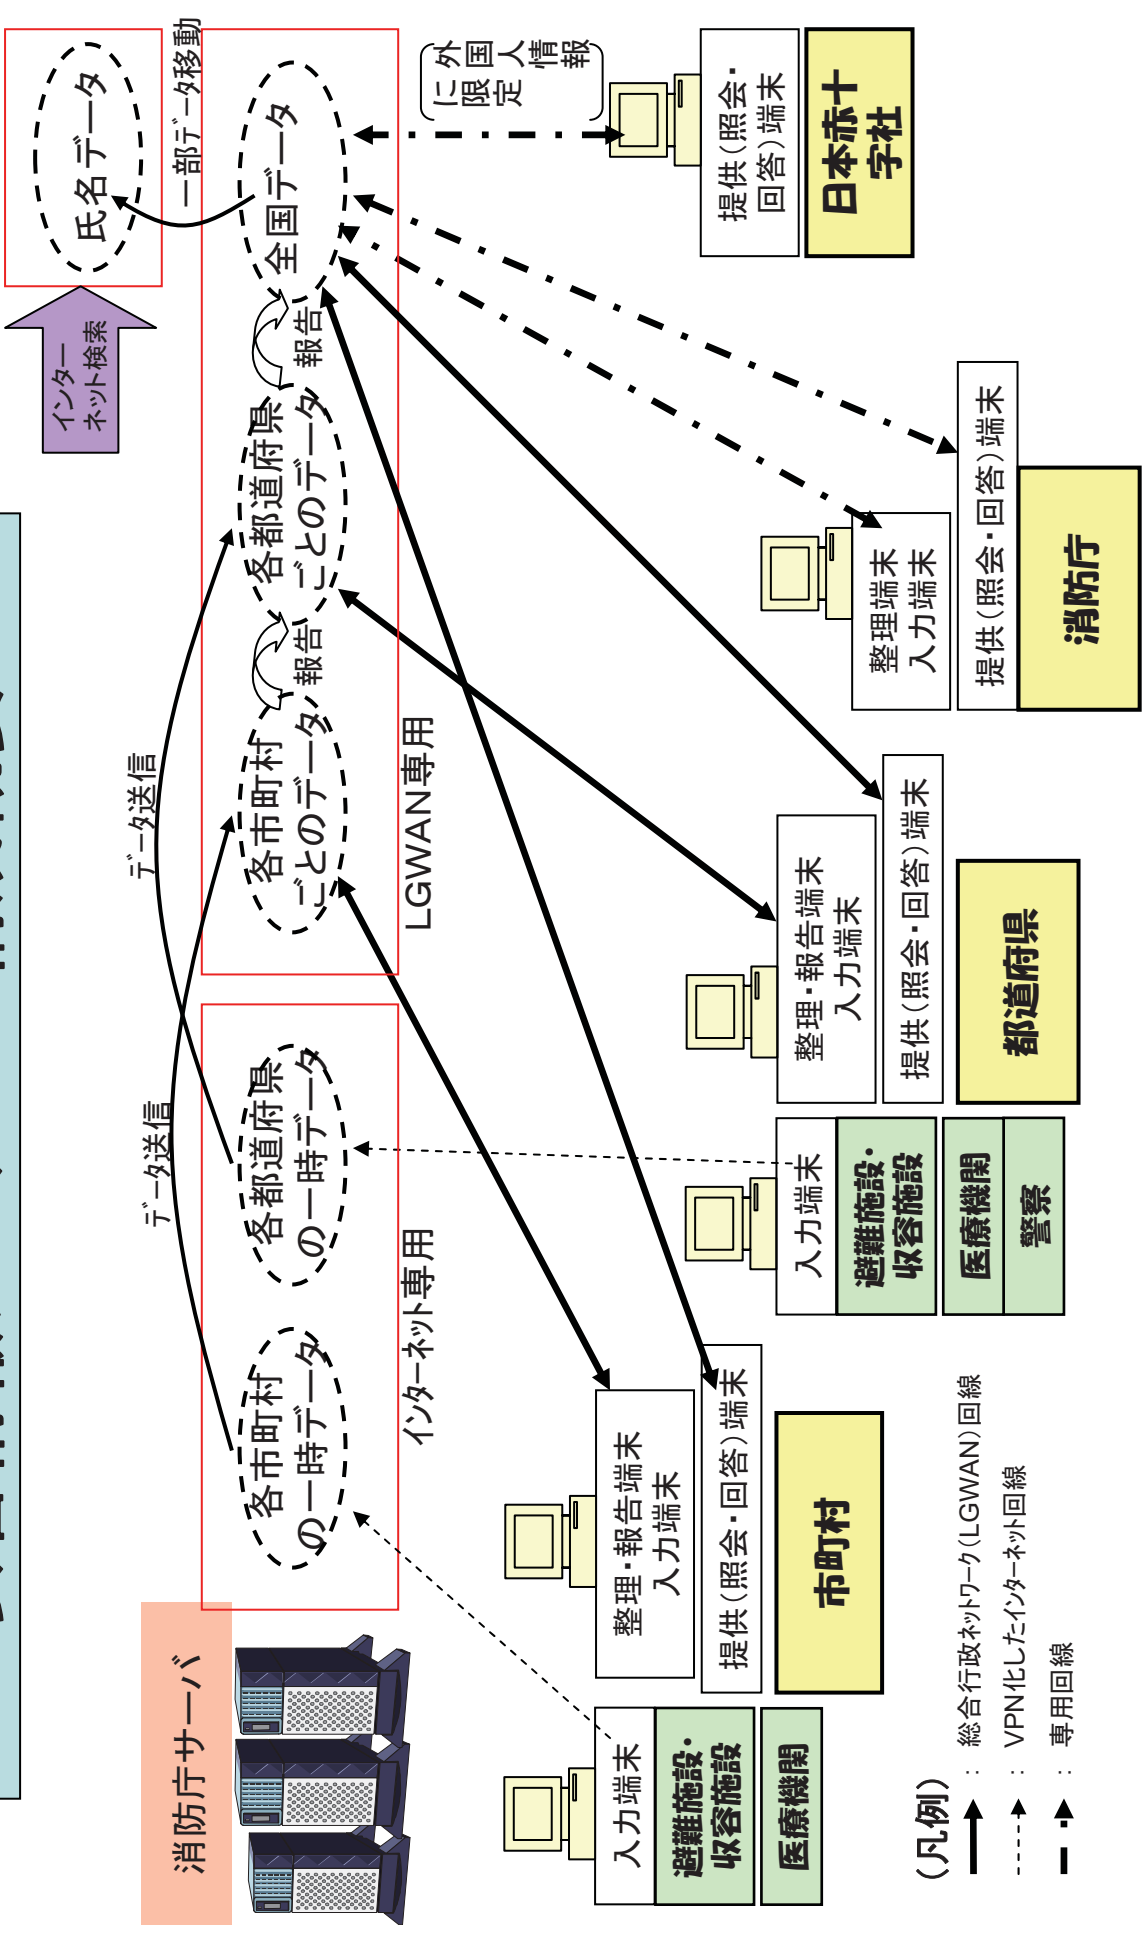 消防庁サーバ
各市町村
の一時データ
各都道府県
の一時データ
インターネット専用
データ送信
データ送信
各市町村
ごとのデータ
報告
各都道府県
ごとのデータ
報告
全国データ
LGWAN専用
一部データ移動
氏名データ
インター
ネット検索
外国人情報
に限定
入力端末
避難施設・
収容施設
医療機関
整理・報告端末
入力端末
提供(照会・回答)端末
市町村
入力端末
避難施設・
収容施設
医療機関
警察
整理・報告端末
入力端末
提供(照会・回答)端末
都道府県
整理端末
入力端末
提供(照会・回答)端末
消防庁
提供(照会・
回答)端末
日本赤十
字社
(凡例)
:総合行政ネットワーク(LGWAN)回線
:VPN化したインターネット回線
:専用回線